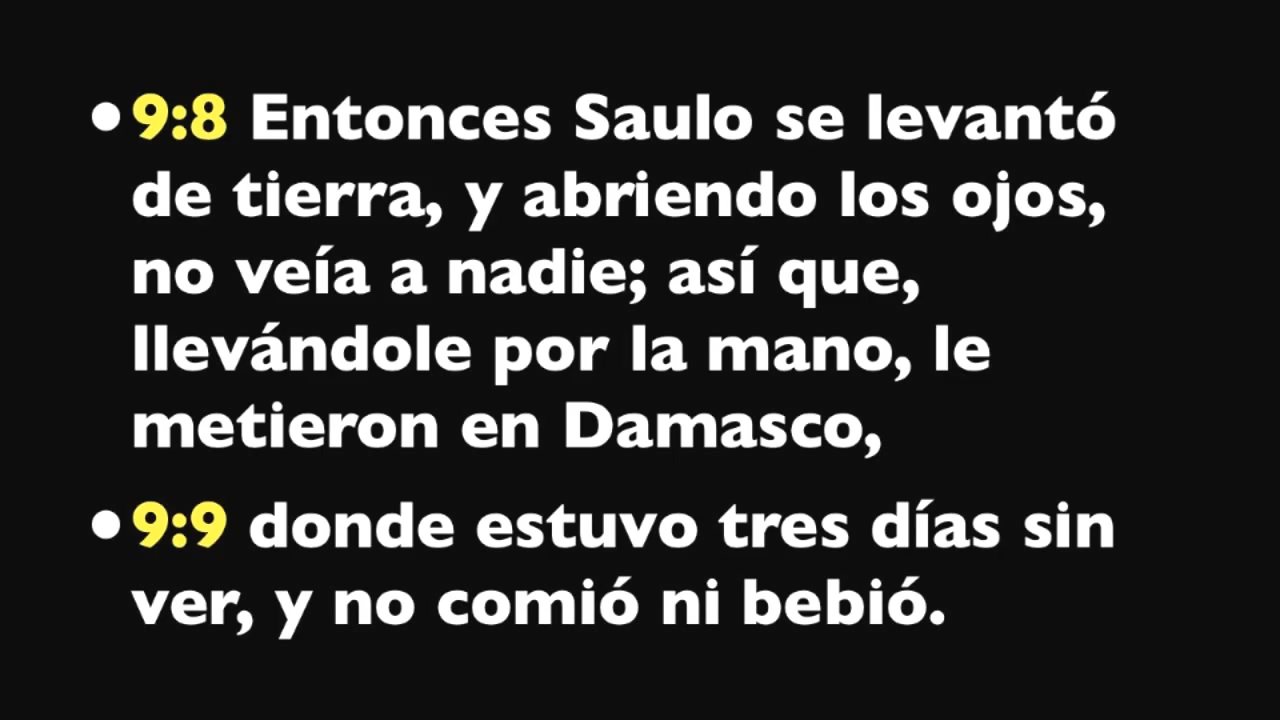 • 9:8 Entonces Saulo se levantó
de tierra, y abriendo los ojos,
no veía a nadie; así que,
llevándole por la mano, le
metieron en Damasco,
• 9:9 donde estuvo tres días sin
ver, y no comió ni bebió.